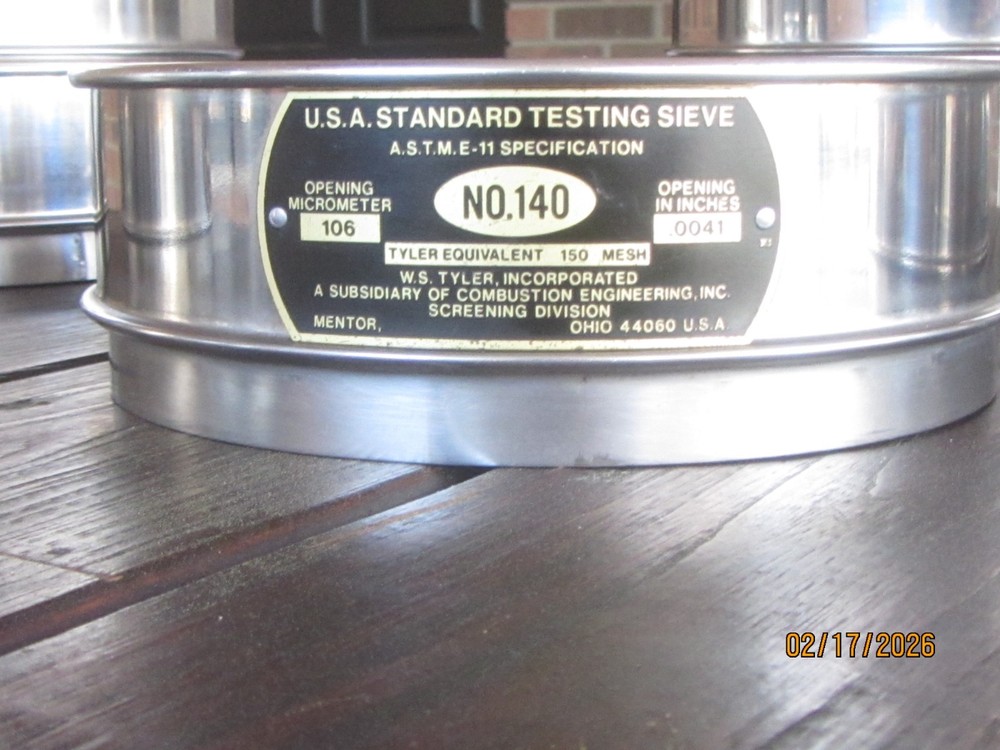 U.S.A. STANDARD TESTING SIEVE
A.S.T.M. E-11 SPECIFICATION
OPENING
MICROMETER
106
NO.140
OPENING
IN INCHES
.0041
TYLER EQUIVALENT 150 MESH
W.S. TYLER, INCORPORATED
A SUBSIDIARY OF COMBUSTION ENGINEERING, INC.
SCREENING DIVISION
MENTOR, OHIO 44060 U.S.A.
02/17/2026